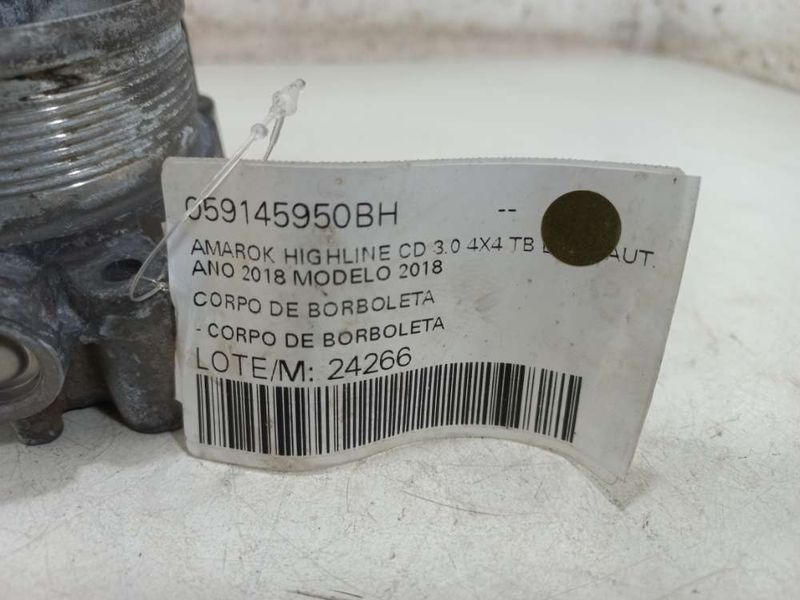 059145950BH --
AMAROK HIGHLINE CD 3.0 4X4 TB AUT.
ANO 2018 MODELO 2018
CORPO DE BORBOLETA
- CORPO DE BORBOLETA
LOTE/M: 24266